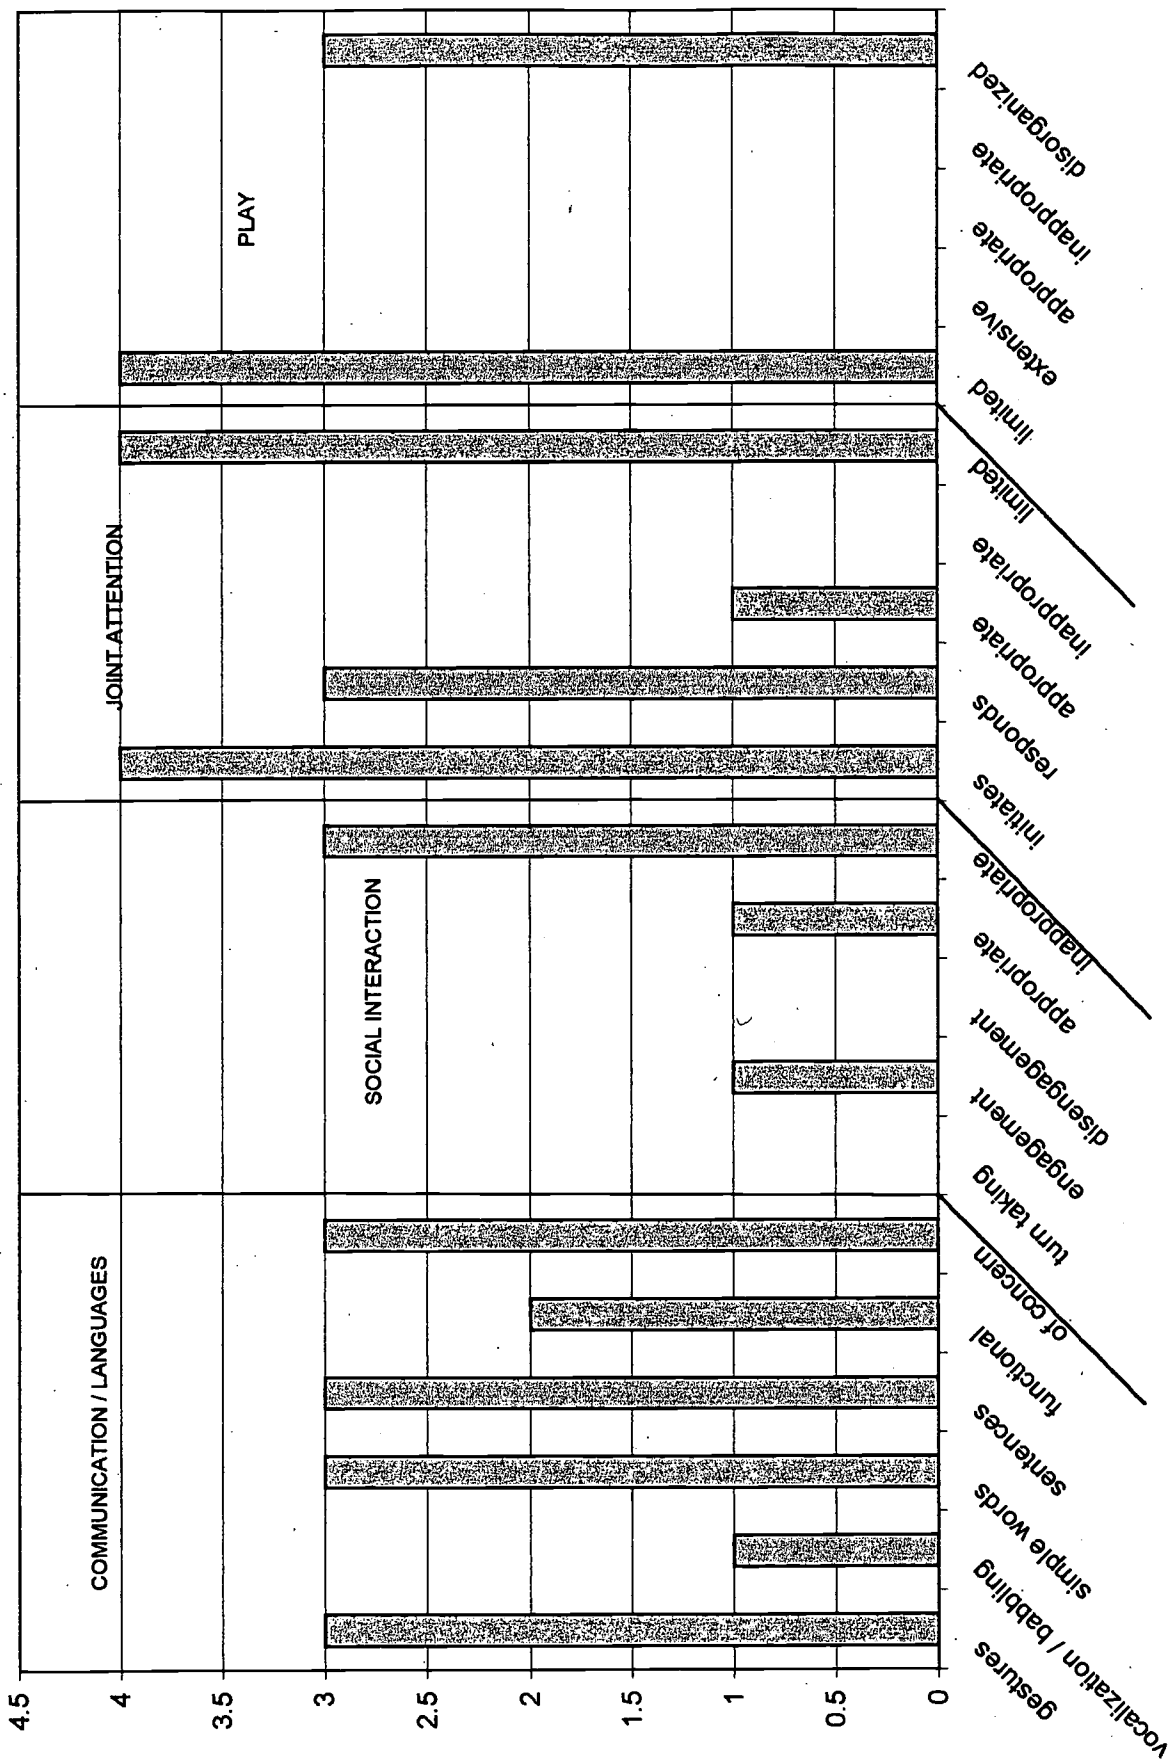 COMMUNICATION / LANGUAGES
SOCIAL INTERACTION
JOINT ATTENTION
PLAY
4.5
4
3.5
3
2.5
2
1.5
1
0.5
0
gestures
vocalization / babbling
simple words
sentences
functional
of concern
turn taking
engagement
disengagement
appropriate
inappropriate
initiates
responds
appropriate
inappropriate
limited
limited
extensive
appropriate
inappropriate
disorganized